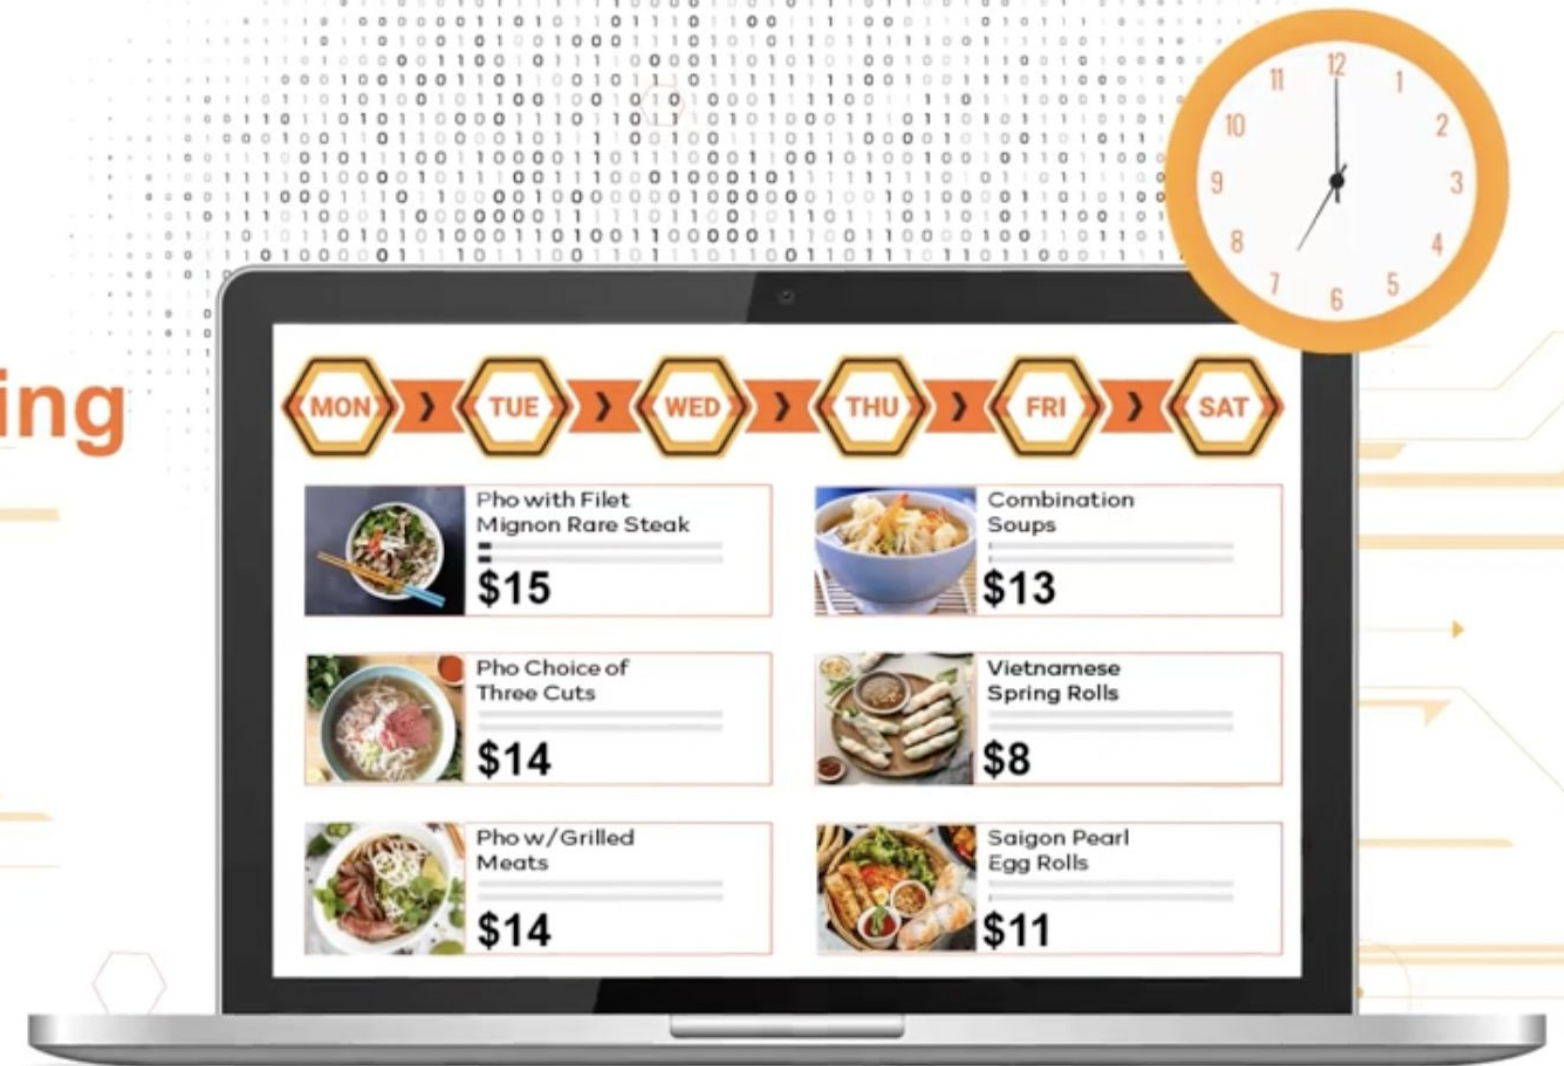 ing
12
11
1
10
2
9
3
8
4
7
5
6
MON
TUE
WED
THU
FRI
SAT
Pho with Filet
Mignon Rare Steak
$15
Combination
Soups
$13
Pho Choice of
Three Cuts
$14
Vietnamese
Spring Rolls
$8
Pho w/Grilled
Meats
$14
Saigon Pearl
Egg Rolls
$11